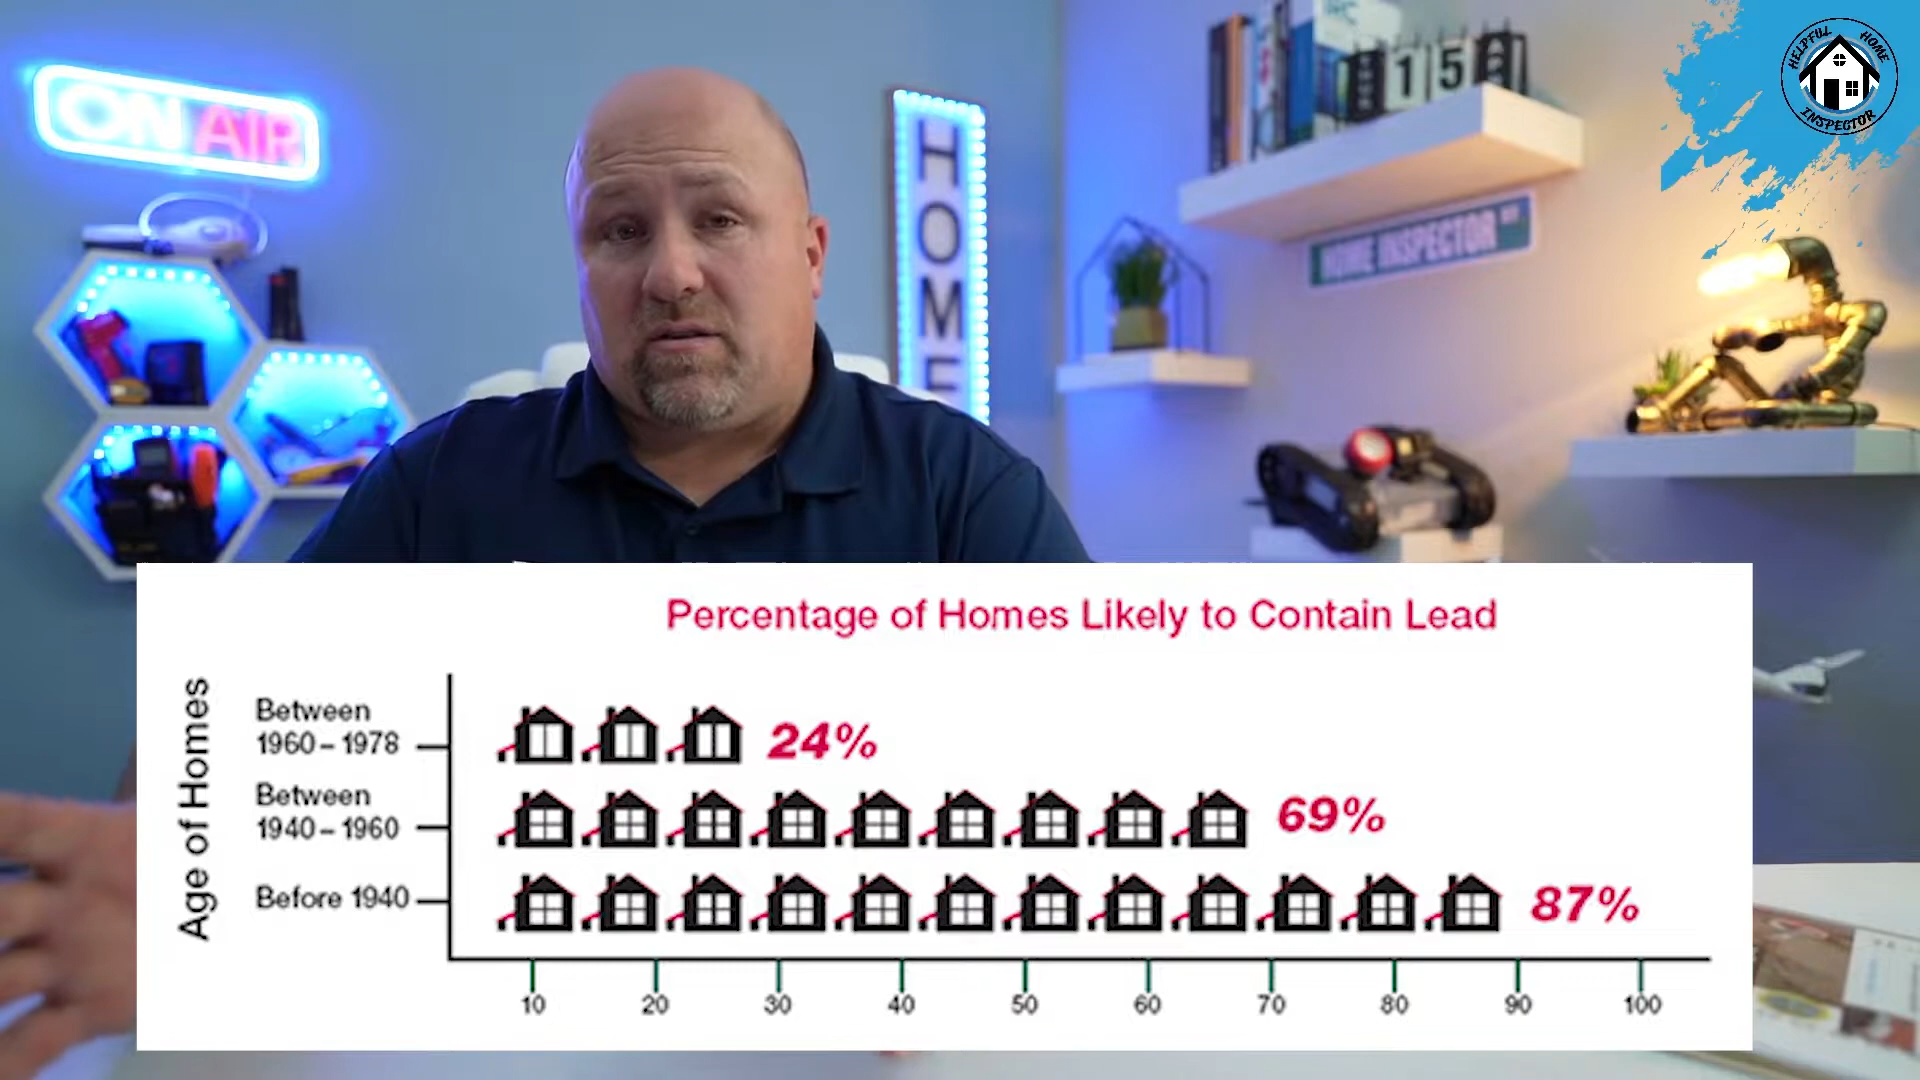 ON AIR
HOME
15
HOME INSPECTOR
HELPFUL HOME
INSPECTOR
Percentage of Homes Likely to Contain Lead
Age of Homes
Between
1960 – 1978
24%
Between
1940 – 1960
69%
Before 1940
87%
10 20 30 40 50 60 70 80 90 100